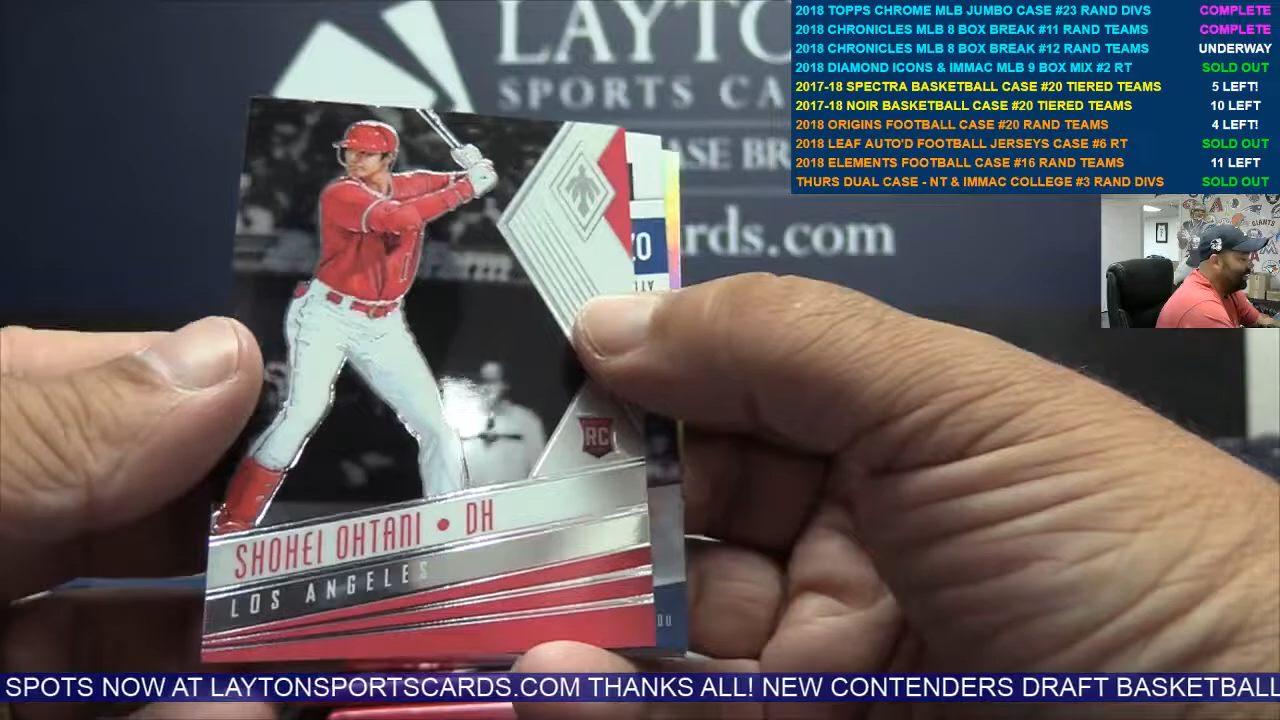 LAYTO
SPORTS CA
ASE BR
rds.com
2018 TOPPS CHROME MLB JUMBO CASE #23 RAND DIVS COMPLETE
2018 CHRONICLES MLB 8 BOX BREAK #11 RAND TEAMS COMPLETE
2018 CHRONICLES MLB 8 BOX BREAK #12 RAND TEAMS UNDERWAY
2018 DIAMOND ICONS & IMMAC MLB 9 BOX MIX #2 RT SOLD OUT
2017-18 SPECTRA BASKETBALL CASE #20 TIERED TEAMS 5 LEFT!
2017-18 NOIR BASKETBALL CASE #20 TIERED TEAMS 10 LEFT
2018 ORIGINS FOOTBALL CASE #20 RAND TEAMS 4 LEFT!
2018 LEAF AUTO'D FOOTBALL JERSEYS CASE #6 RT SOLD OUT
2018 ELEMENTS FOOTBALL CASE #16 RAND TEAMS 11 LEFT
THURS DUAL CASE - NT & IMMAC COLLEGE #3 RAND DIVS SOLD OUT
GIANTS
RC
SHOHEI OHTANI • DH
LOS ANGELES
SPOTS NOW AT LAYTONSPORTSCARDS.COM THANKS ALL! NEW CONTENDERS DRAFT BASKETBALL